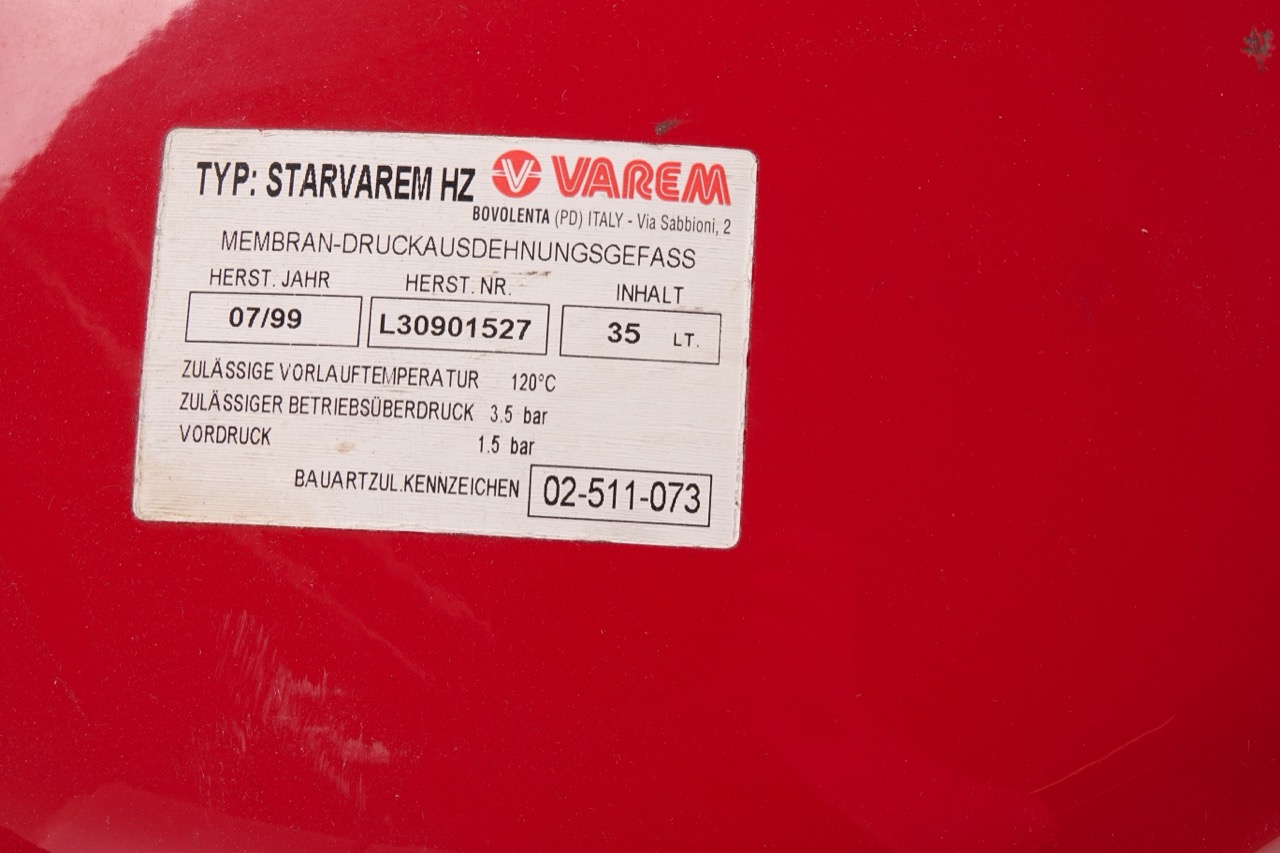 TYP: STARVAREM HZ VAREM
BOVOLENTA (PD) ITALY - Via Sabbioni, 2
MEMBRAN-DRUCKAUSDEHNUNGSGEFASS
HERST. JAHR HERST. NR. INHALT
07/99 L30901527 35 LT.
ZULÄSSIGE VORLAUFTEMPERATUR 120°C
ZULÄSSIGER BETRIEBSÜBERDRUCK 3.5 bar
VORDRUCK 1.5 bar
BAUARTZUL.KENNZEICHEN 02-511-073